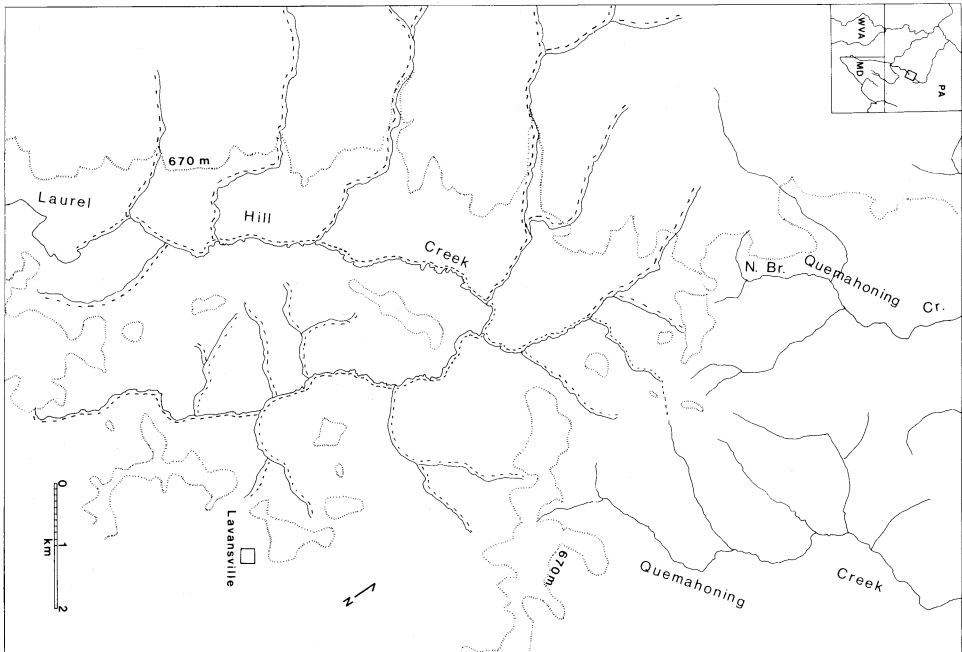 WVA
MD
PA
670 m
Laurel
Hill
Creek
N. Br.
Quemahoning
Cr.
0
1
2
km
Lavansville
N
670m
Quemahoning
Creek